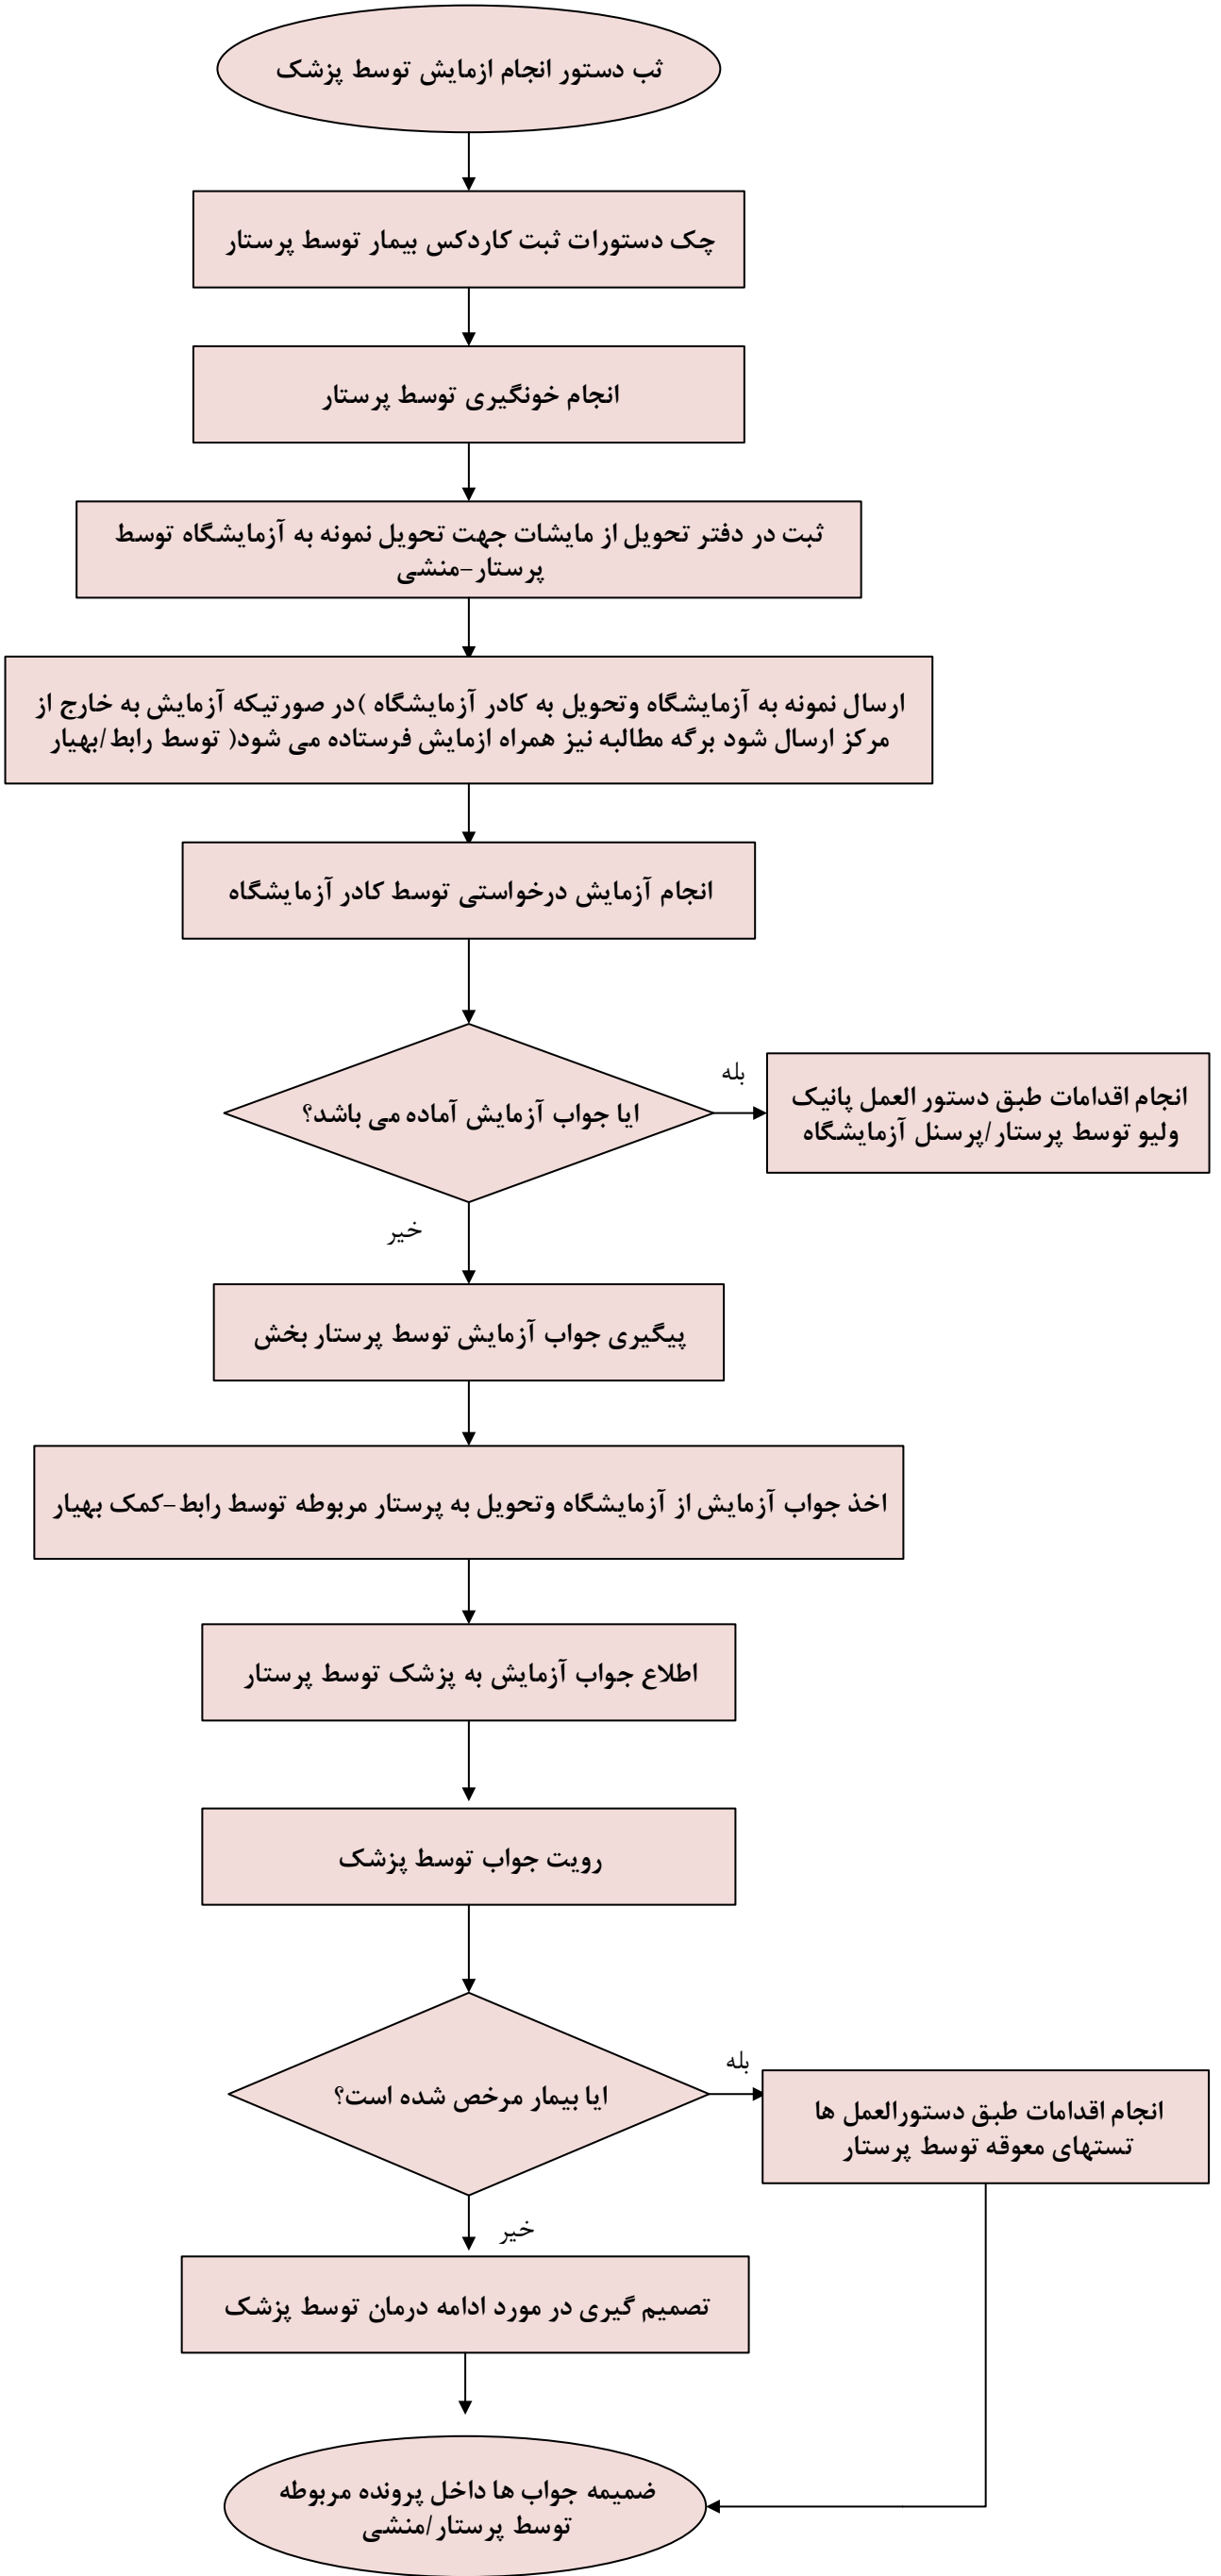 ثب دستور انجام ازمایش توسط پزشک
چک دستورات ثبت کاردکس بیمار توسط پرستار
انجام خونگیری توسط پرستار
ثبت در دفتر تحویل از مایشات جهت تحویل نمونه به آزمایشگاه توسط
پرستار-منشی
ارسال نمونه به آزمایشگاه وتحویل به کادر آزمایشگاه )در صورتیکه آزمایش به خارج از
مرکز ارسال شود برگه مطالبه نیز همراه ازمایش فرستاده می شود( توسط رابط/بهیار
انجام آزمایش درخواستی توسط کادر آزمایشگاه
ایا جواب آزمایش آماده می باشد؟
بله
انجام اقدامات طبق دستور العمل پانیک
ولیو توسط پرستار/پرسنل آزمایشگاه
خیر
پیگیری جواب آزمایش توسط پرستار بخش
اخذ جواب آزمایش از آزمایشگاه وتحویل به پرستار مربوطه توسط رابط-کمک بهیار
اطلاع جواب آزمایش به پزشک توسط پرستار
رویت جواب توسط پزشک
ایا بیمار مرخص شده است؟
بله
انجام اقدامات طبق دستورالعمل ها
تستهای معوقه توسط پرستار
خیر
تصمیم گیری در مورد ادامه درمان توسط پزشک
ضمیمه جواب ها داخل پرونده مربوطه
توسط پرستار/منشی